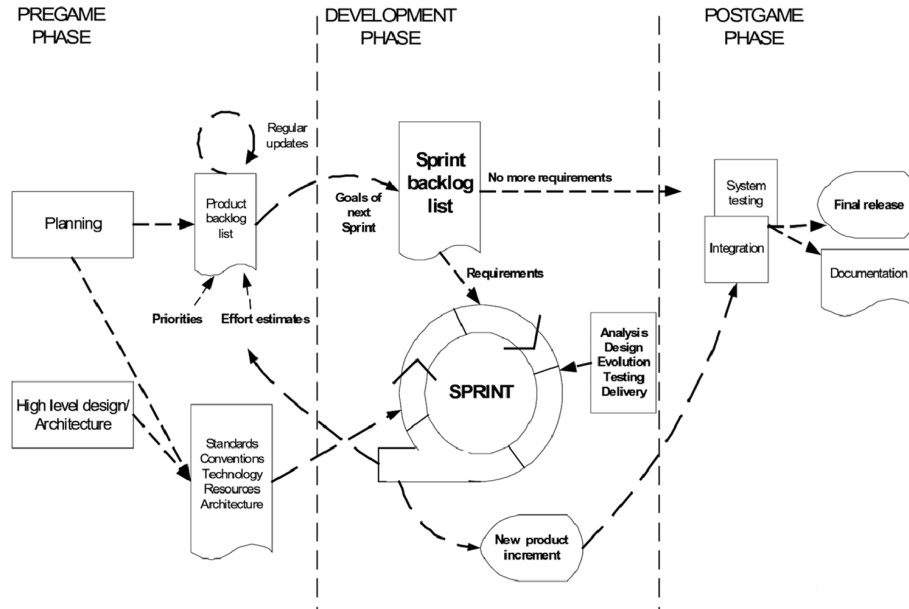 PREGAME
PHASE
DEVELOPMENT
PHASE
POSTGAME
PHASE
Regular
updates
Planning
Product
backlog
list
Goals of
next
Sprint
Sprint
backlog
list
No more requirements
System
testing
Integration
Final release
Documentation
Priorities
Effort estimates
Requirements
High level design/
Architecture
Standards
Conventions
Technology
Resources
Architecture
SPRINT
Analysis
Design
Evolution
Testing
Delivery
New product
increment